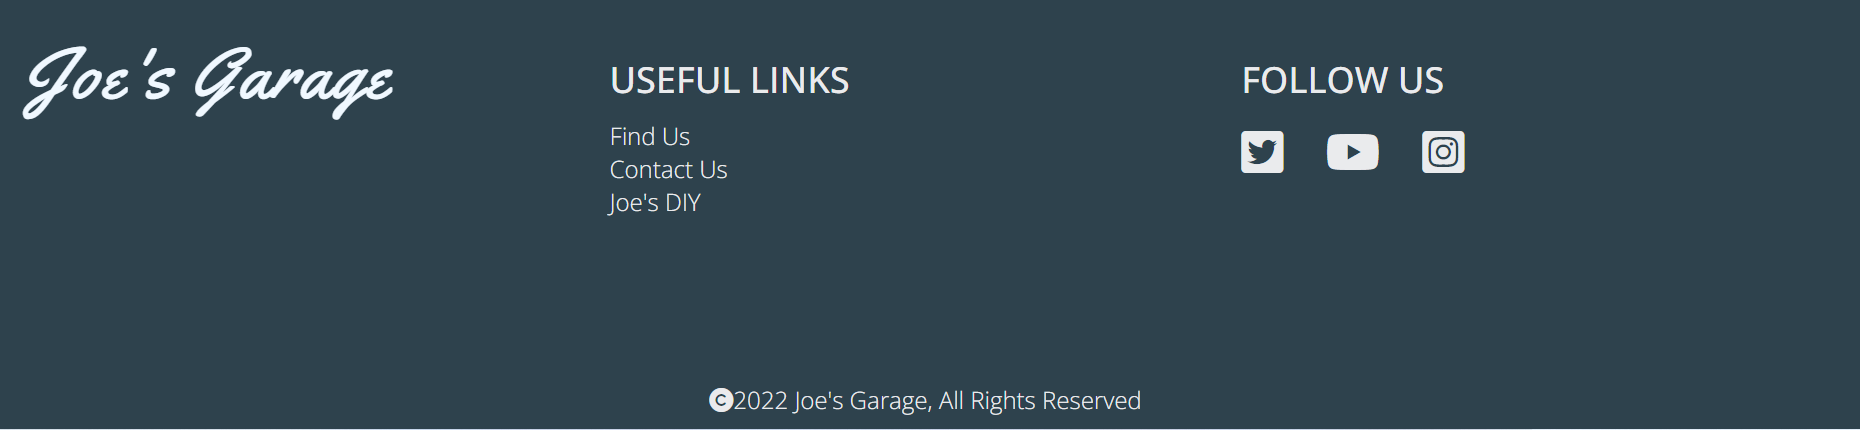 Joe's Garage
USEFUL LINKS
Find Us
Contact Us
Joe's DIY
FOLLOW US
©2022 Joe's Garage, All Rights Reserved